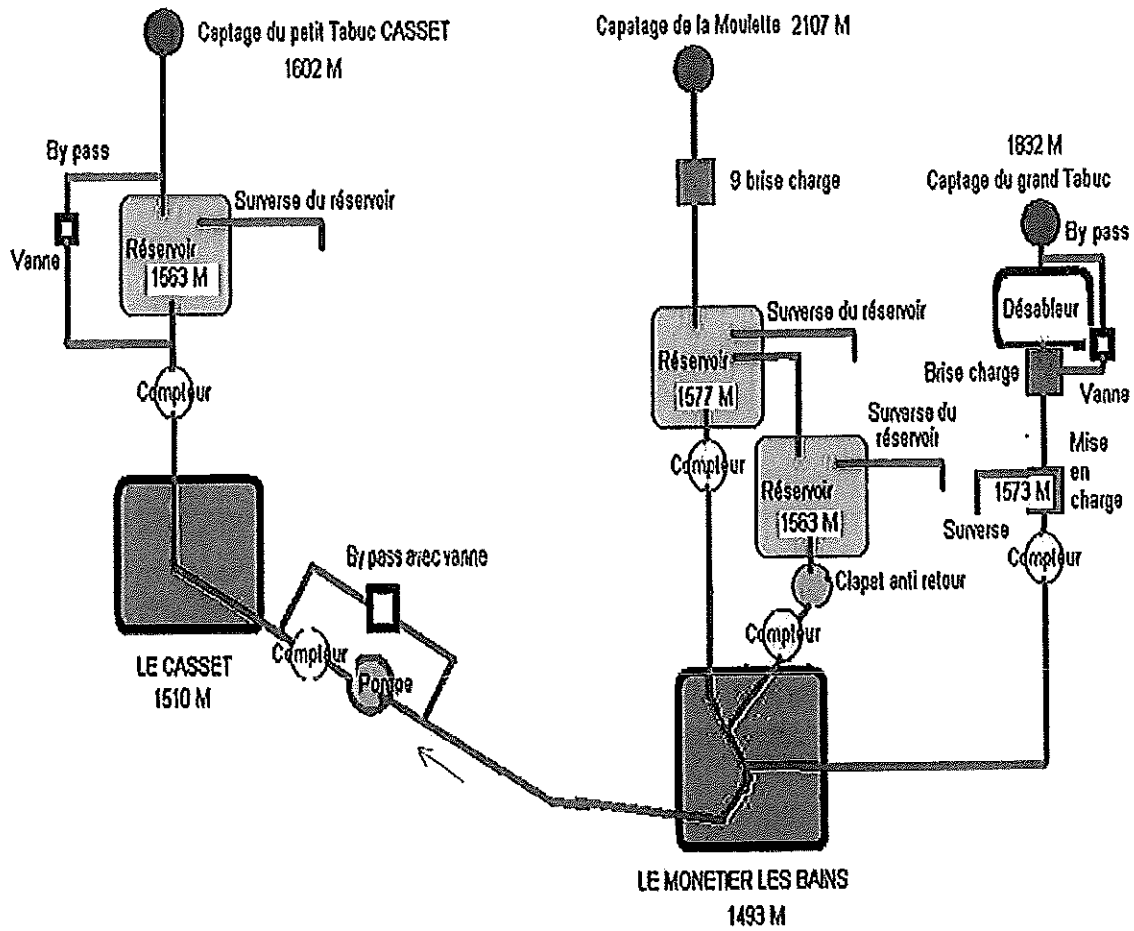 Captage du petit Tabuc CASSET
1602 M
By pass
Surverse du réservoir
Vanne
Réservoir
1563 M
Compteur
LE CASSET
1510 M
By pass avec vanne
Compteur
Pompe
Capatage de la Moulette 2107 M
9 brise charge
Surverse du réservoir
Réservoir
1577 M
Compteur
Surverse du
réservoir
Réservoir
1563 M
Clapet anti retour
Compteur
1832 M
Captage du grand Tabuc
By pass
Désableur
Brise charge
Vanne
Mise
en
charge
1573 M
Surverse
Compteur
LE MONETIER LES BAINS
1493 M